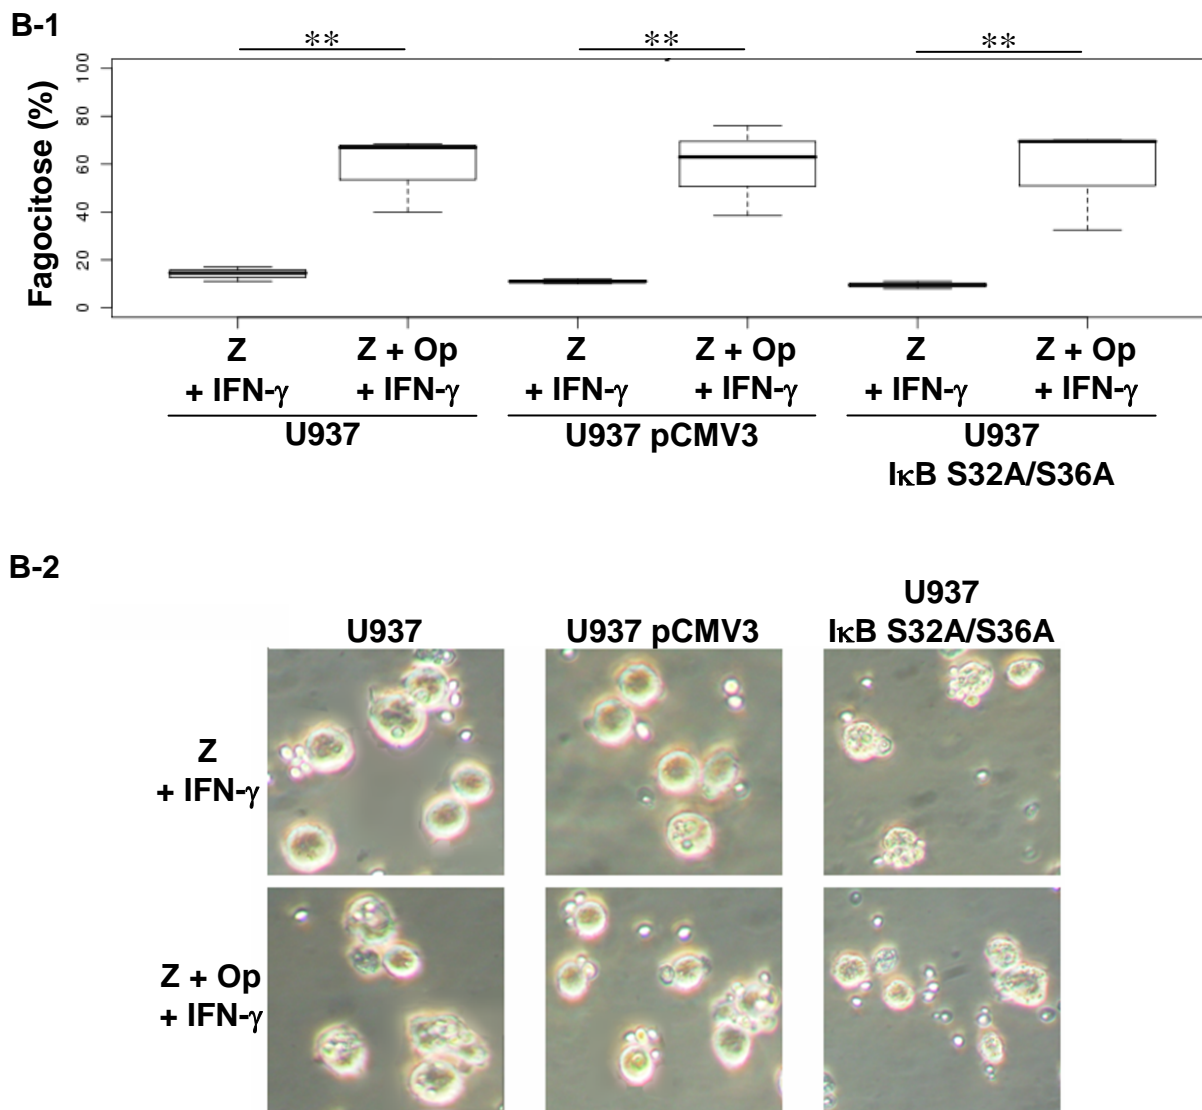 B-1
** ** **
Fagocitose (%)
100
80
60
40
20
0
Z Z + Op Z Z + Op Z Z + Op
+ IFN-γ + IFN-γ + IFN-γ + IFN-γ + IFN-γ + IFN-γ
U937 U937 pCMV3 U937
IκB S32A/S36A
B-2
U937
U937 U937 pCMV3 IκB S32A/S36A
Z
+ IFN-γ
Z + Op
+ IFN-γ